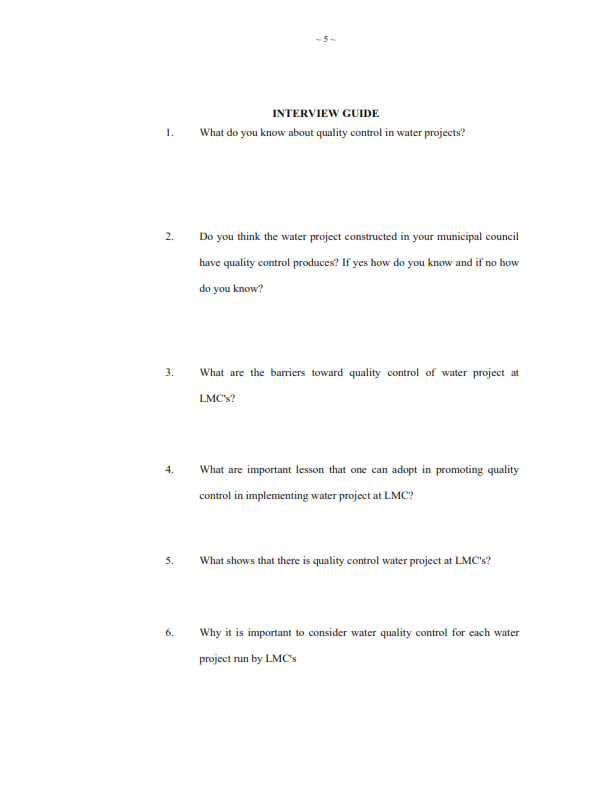 ~ 5 ~
INTERVIEW GUIDE
1. What do you know about quality control in water projects?
2. Do you think the water project constructed in your municipal council
have quality control produces? If yes how do you know and if no how
do you know?
3. What are the barriers toward quality control of water project at
LMC's?
4. What are important lesson that one can adopt in promoting quality
control in implementing water project at LMC?
5. What shows that there is quality control water project at LMC's?
6. Why it is important to consider water quality control for each water
project run by LMC's